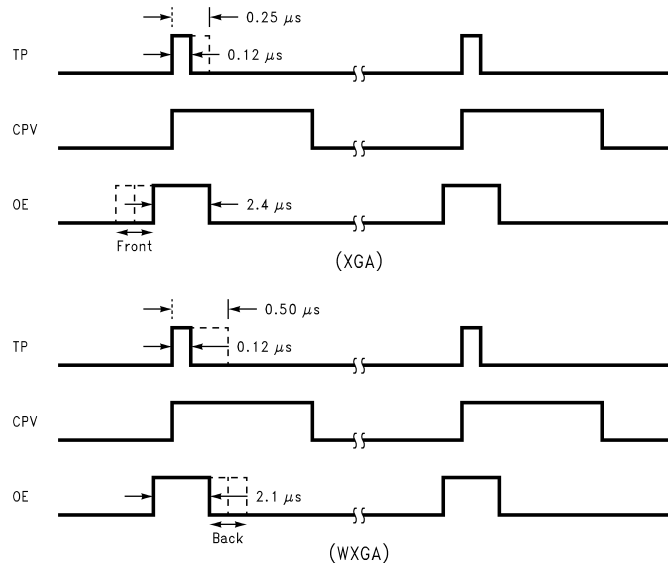 0.25 μs
TP
0.12 μs
CPV
OE
2.4 μs
Front
(XGA)
0.50 μs
TP
0.12 μs
CPV
OE
2.1 μs
Back
(WXGA)